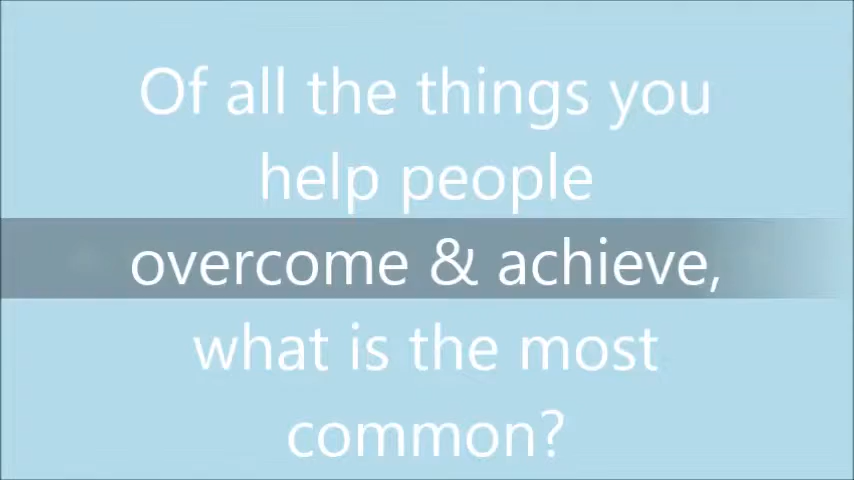 Of all the things you
help people
overcome & achieve,
what is the most
common?